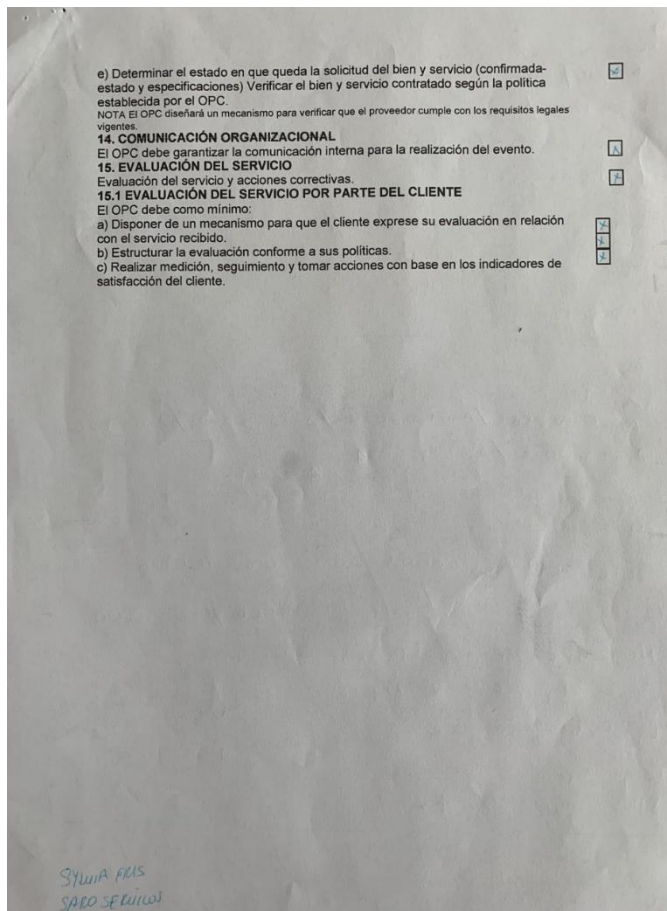 e) Determinar el estado en que queda la solicitud del bien y servicio (confirmada-
estado y especificaciones) Verificar el bien y servicio contratado según la política
establecida por el OPC.
NOTA El OPC diseñará un mecanismo para verificar que el proveedor cumple con los requisitos legales
vigentes.
14. COMUNICACIÓN ORGANIZACIONAL
El OPC debe garantizar la comunicación interna para la realización del evento.
15. EVALUACIÓN DEL SERVICIO
Evaluación del servicio y acciones correctivas.
15.1 EVALUACIÓN DEL SERVICIO POR PARTE DEL CLIENTE
El OPC debe como mínimo:
a) Disponer de un mecanismo para que el cliente exprese su evaluación en relación
con el servicio recibido.
b) Estructurar la evaluación conforme a sus políticas.
c) Realizar medición, seguimiento y tomar acciones con base en los indicadores de
satisfacción del cliente.